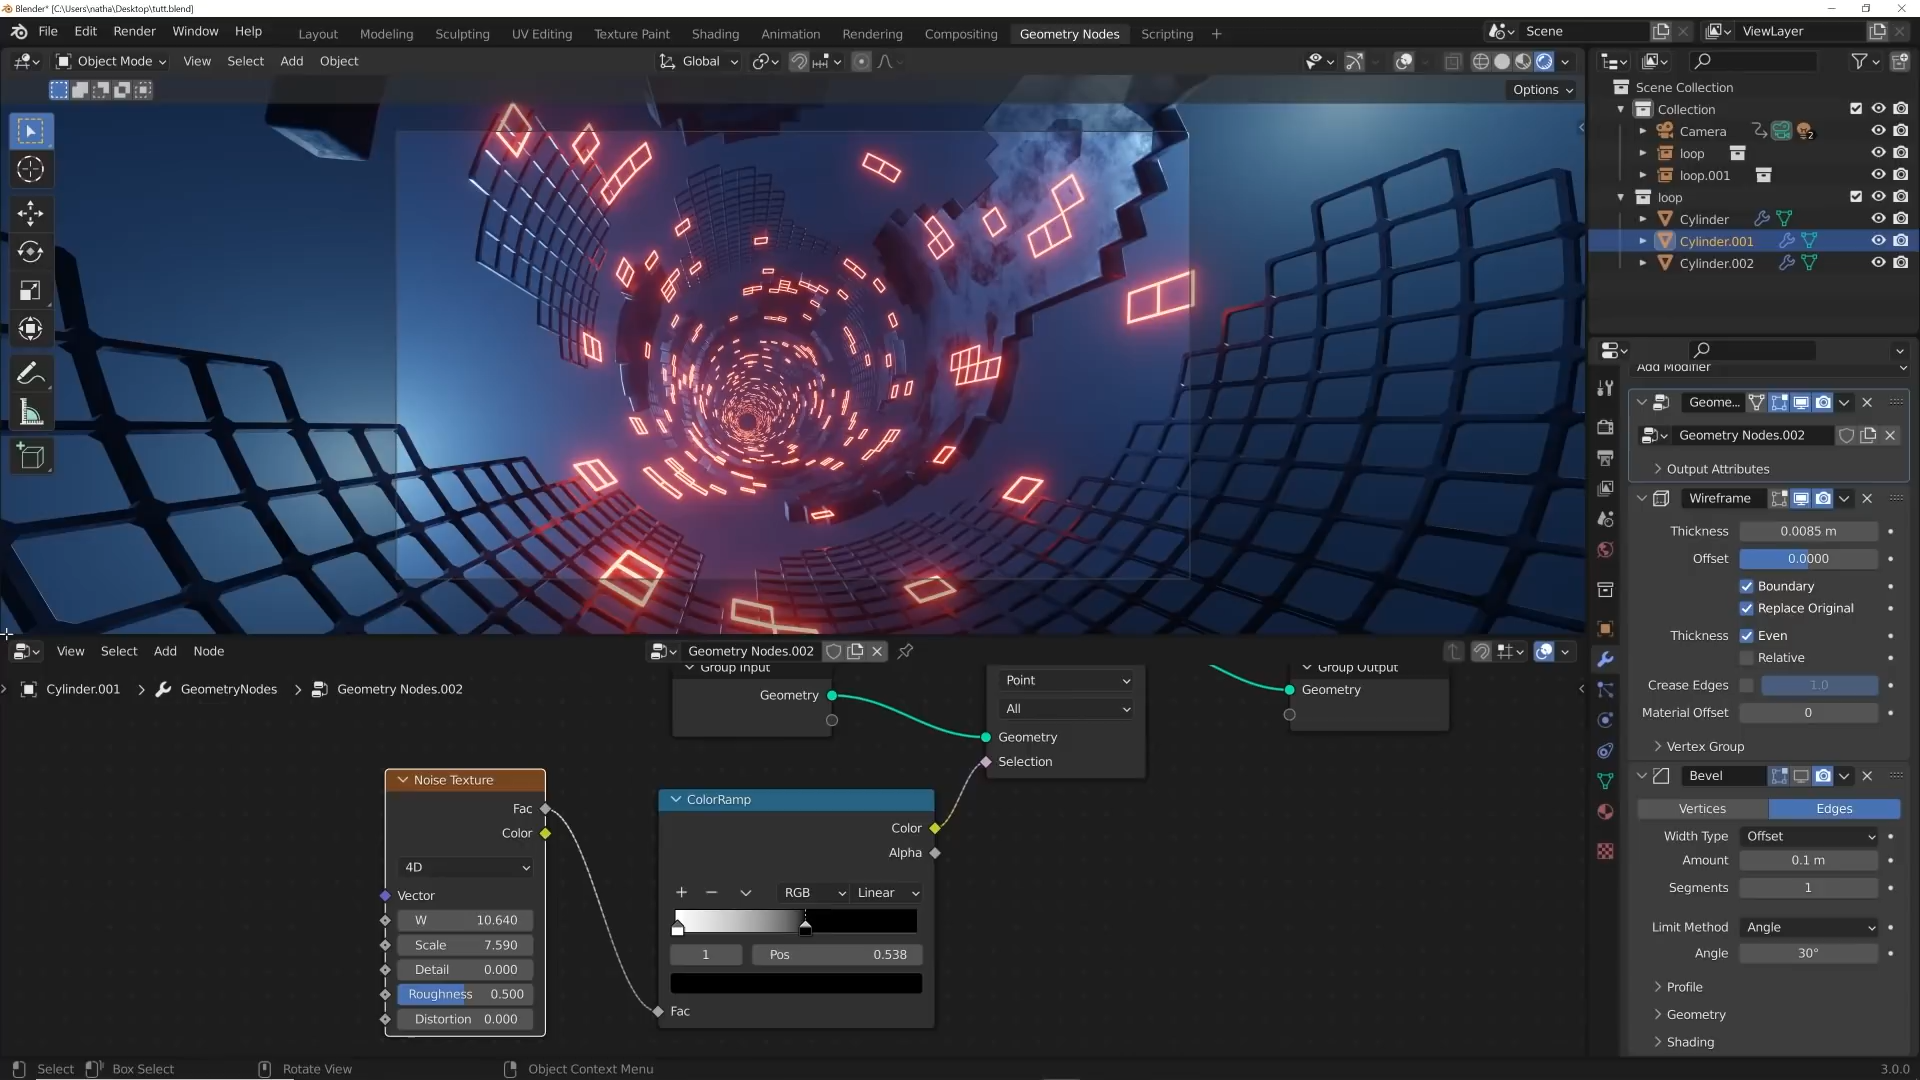 Blender* [C:\Users\natha\Desktop\tutt.blend]
File Edit Render Window Help
Layout Modeling Sculpting UV Editing Texture Paint Shading Animation Rendering Compositing Geometry Nodes Scripting +
Scene
ViewLayer
Object Mode View Select Add Object
Global
Options
Scene Collection
Collection
Camera 2
loop
loop.001
loop
Cylinder
Cylinder.001
Cylinder.002
Add Modifier
Geome...
Geometry Nodes.002
Output Attributes
Wireframe
Thickness 0.0085 m
Offset 0.0000
Boundary
Replace Original
Thickness Even
Relative
Crease Edges 1.0
Material Offset 0
Vertex Group
Bevel
Vertices Edges
Width Type Offset
Amount 0.1 m
Segments 1
Limit Method Angle
Angle 30°
Profile
Geometry
Shading
View Select Add Node
Geometry Nodes.002
Cylinder.001 GeometryNodes Geometry Nodes.002
Group Input
Geometry
Point
All
Geometry
Selection
Group Output
Geometry
Noise Texture
Fac
Color
4D
Vector
W 10.640
Scale 7.590
Detail 0.000
Roughness 0.500
Distortion 0.000
ColorRamp
Color
Alpha
RGB Linear
1 Pos 0.538
Fac
Select Box Select Rotate View Object Context Menu 3.0.0